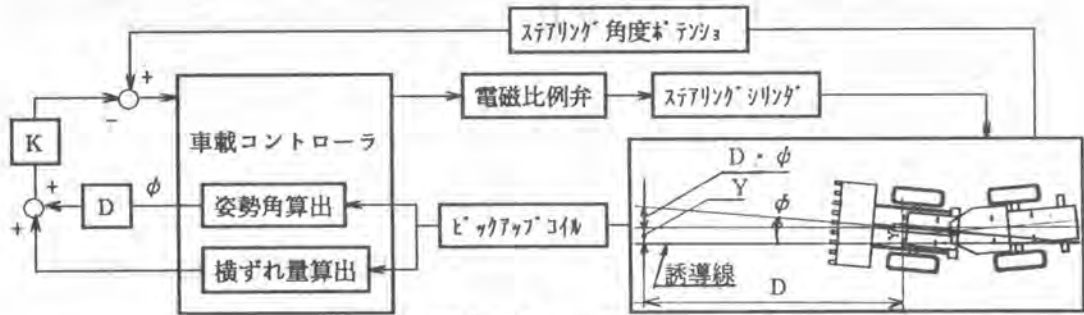 ステアリング角度ポテンショ
+
−
電磁比例弁
ステアリングシリンダ
K
車載コントローラ
D・φ
Y
φ
+
+
D
φ
姿勢角算出
ピックアップコイル
Y
横ずれ量算出
誘導線
D